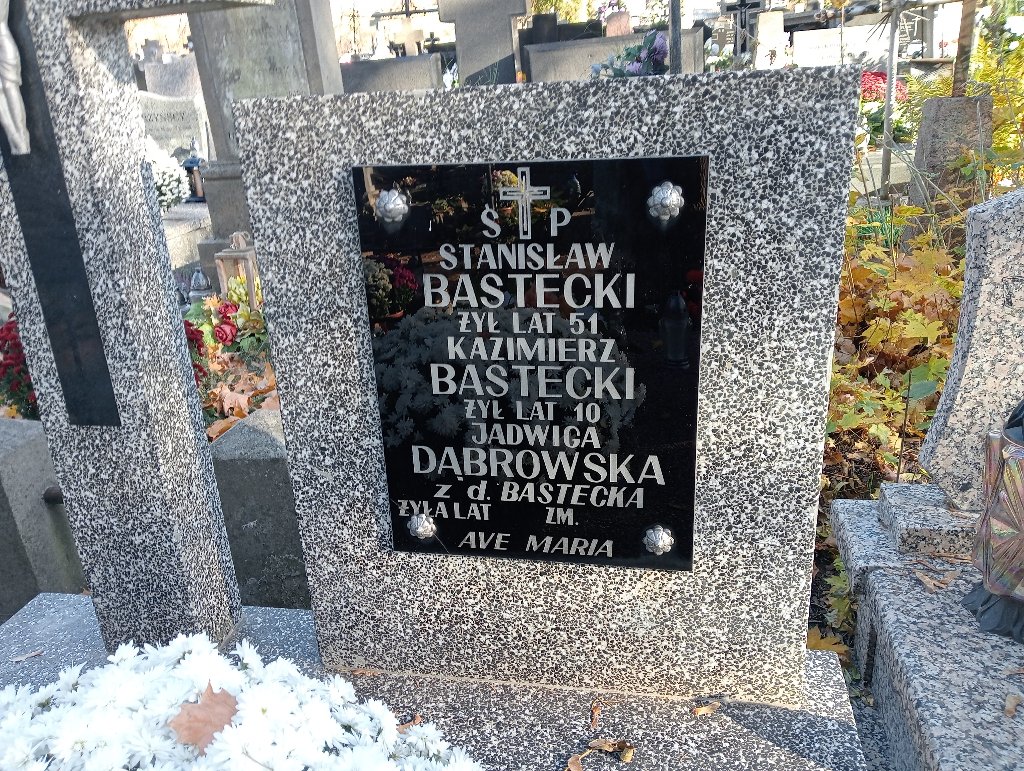 Ś P
STANISŁAW
BASTECKI
ŻYŁ LAT 51
KAZIMIERZ
BASTECKI
ŻYŁ LAT 10
JADWIGA
DĄBROWSKA
z d. BASTECKA
ŻYŁA LAT ZM.
AVE MARIA